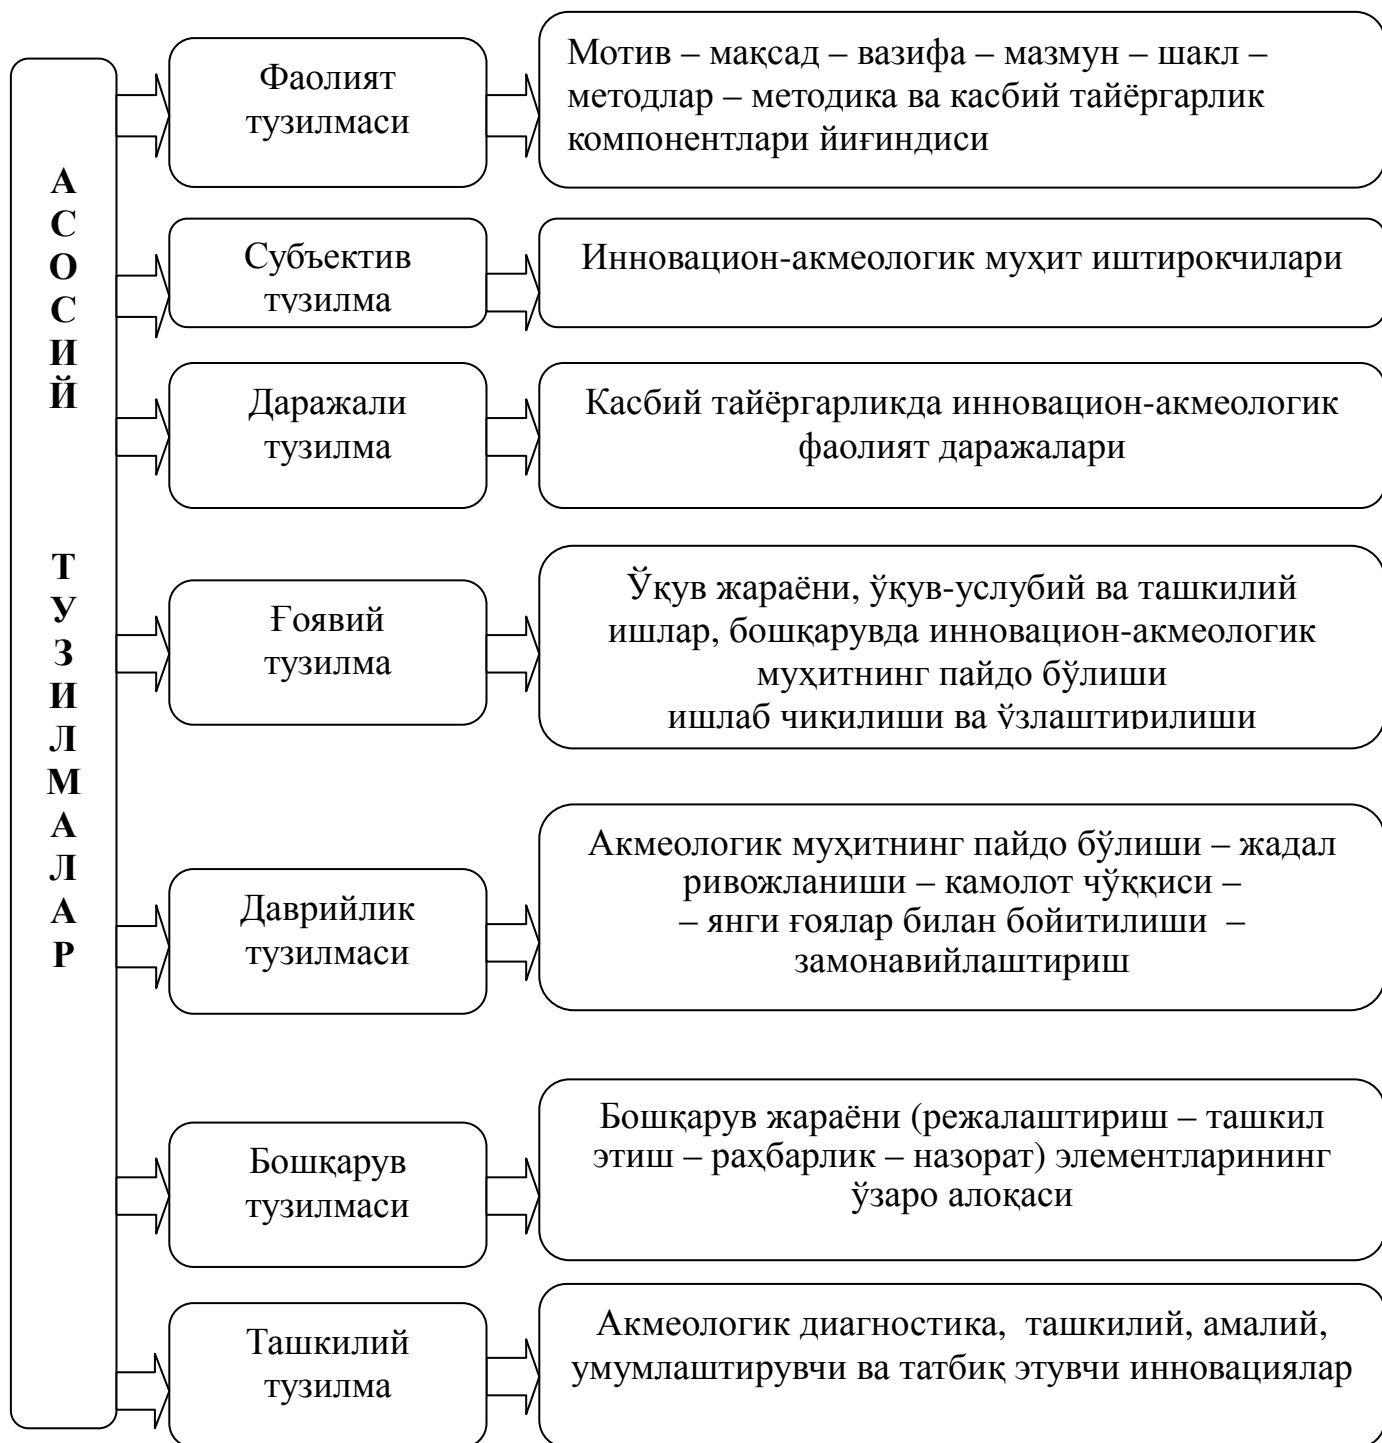 АСОСИЙ ТУЗИЛМАЛАР
Фаолият
тузилмаси
Мотив – мақсад – вазифа – мазмун – шакл –
методлар – методика ва касбий тайёргарлик
компонентлари йиғиндиси
Субъектив
тузилма
Инновацион-акмеологик муҳит иштирокчилари
Даражали
тузилма
Касбий тайёргарликда инновацион-акмеологик
фаолият даражалари
Ғоявий
тузилма
Ўқув жараёни, ўқув-услубий ва ташкилий
ишлар, бошқарувда инновацион-акмеологик
муҳитнинг пайдо бўлиши
ишлаб чиқилиши ва ўзлаштирилиши
Даврийлик
тузилмаси
Акмеологик муҳитнинг пайдо бўлиши – жадал
ривожланиши – камолот чўққиси –
– янги ғоялар билан бойитилиши –
замонавийлаштириш
Бошқарув
тузилмаси
Бошқарув жараёни (режалаштириш – ташкил
этиш – раҳбарлик – назорат) элементларининг
ўзаро алоқаси
Ташкилий
тузилма
Акмеологик диагностика, ташкилий, амалий,
умумлаштирувчи ва татбиқ этувчи инновациялар